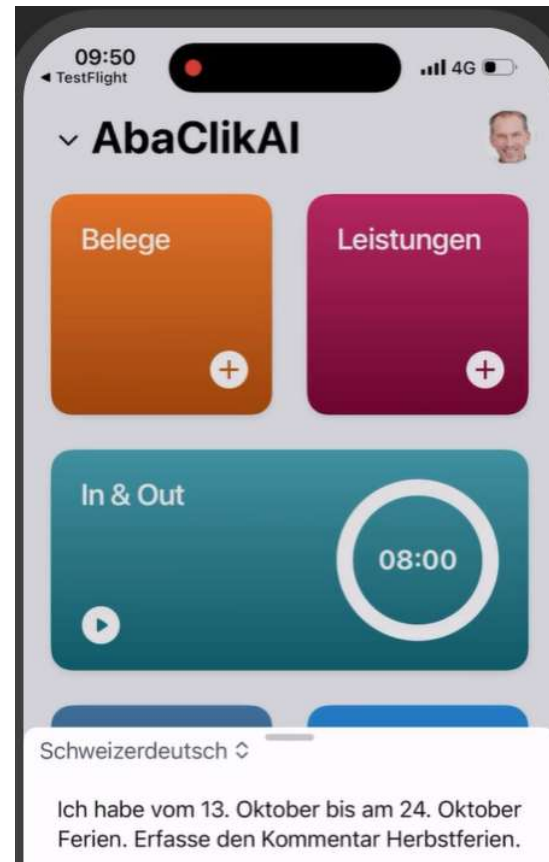 09:50
◀ TestFlight
4G
AbaClikAI
Belege
Leistungen
In & Out
08:00
Schweizerdeutsch
Ich habe vom 13. Oktober bis am 24. Oktober
Ferien. Erfasse den Kommentar Herbstferien.